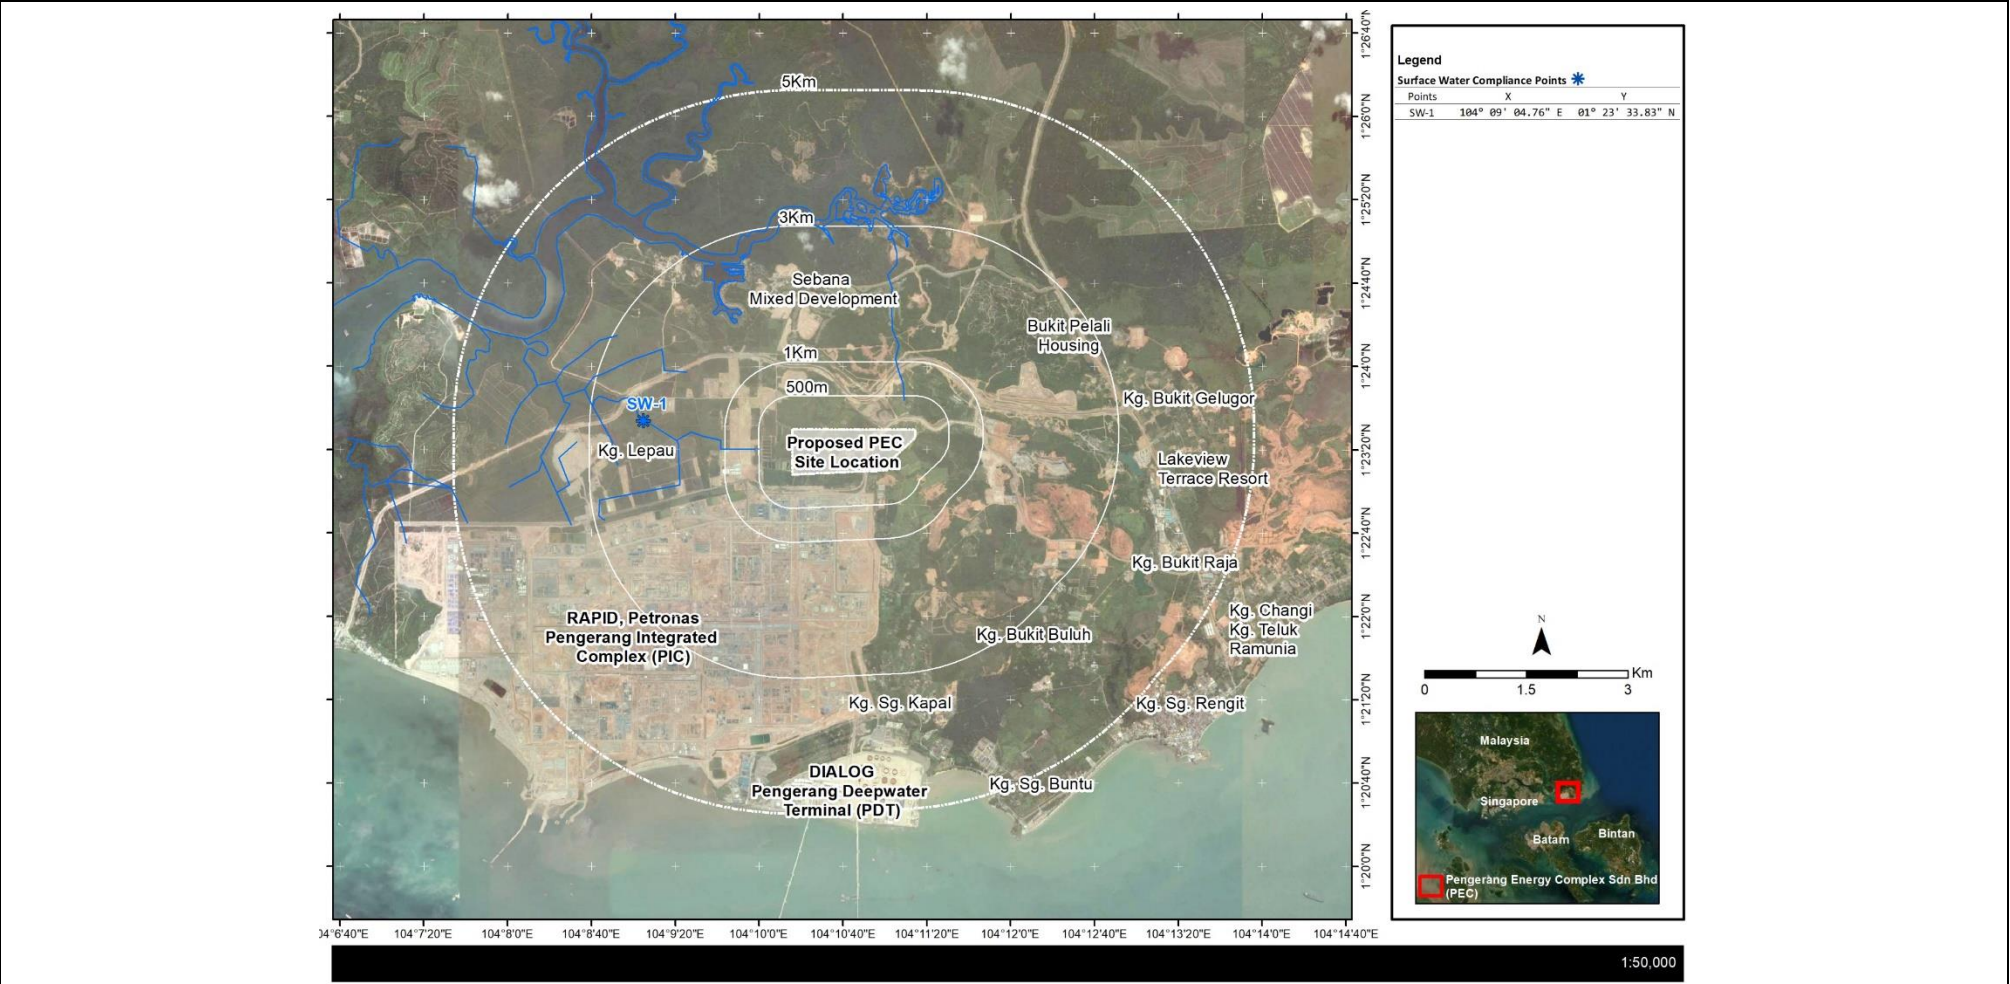 5Km
3Km
Sebana
Mixed Development
Bukit Pelali
Housing
1Km
500m
Kg. Bukit Gelugor
SW-1
Kg. Lepau
Proposed PEC
Site Location
Lakeview
Terrace Resort
Kg. Bukit Raja
RAPID, Petronas
Pengerang Integrated
Complex (PIC)
Kg. Bukit Buluh
Kg. Changi
Kg. Teluk
Ramunia
Kg. Sg. Kapal
Kg. Sg. Rengit
DIALOG
Pengerang Deepwater
Terminal (PDT)
Kg. Sg. Buntu
1°26'40"N
1°26'0"N
1°25'20"N
1°24'40"N
1°24'0"N
1°23'20"N
1°22'40"N
1°22'0"N
1°21'20"N
1°20'40"N
1°20'0"N
04°6'40"E 104°7'20"E 104°8'0"E 104°8'40"E 104°9'20"E 104°10'0"E 104°10'40"E 104°11'20"E 104°12'0"E 104°12'40"E 104°13'20"E 104°14'0"E 104°14'40"E
Legend
Surface Water Compliance Points
Points X Y
SW-1 104° 09' 04.76" E 01° 23' 33.83" N
N
Km
0 1.5 3
Malaysia
Singapore
Batam
Bintan
Pengerang Energy Complex Sdn Bhd
(PEC)
1:50,000